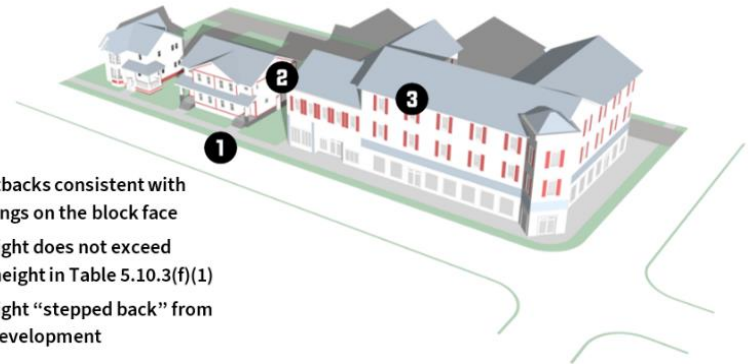 2
3
1
tbacks consistent with
ngs on the block face
ght does not exceed
height in Table 5.10.3(f)(1)
ght “stepped back” from
evelopment